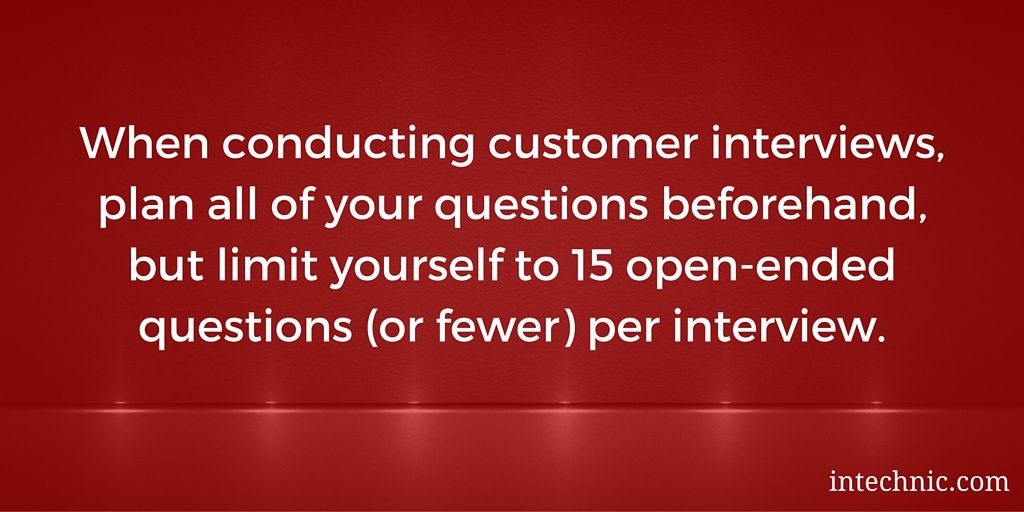 When conducting customer interviews,
plan all of your questions beforehand,
but limit yourself to 15 open-ended
questions (or fewer) per interview.
intechnic.com